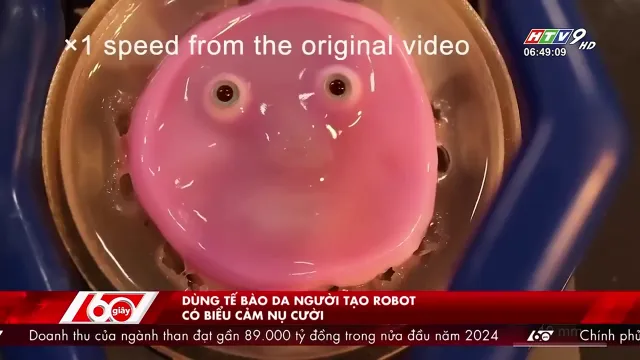 ×1 speed from the original video
HTV9 HD
06:49:09
60 giây
DÙNG TẾ BÀO DA NGƯỜI TẠO ROBOT
CÓ BIỂU CẢM NỤ CƯỜI
Doanh thu của ngành than đạt gần 89.000 tỷ đồng trong nửa đầu năm 2024
60
Chính phủ